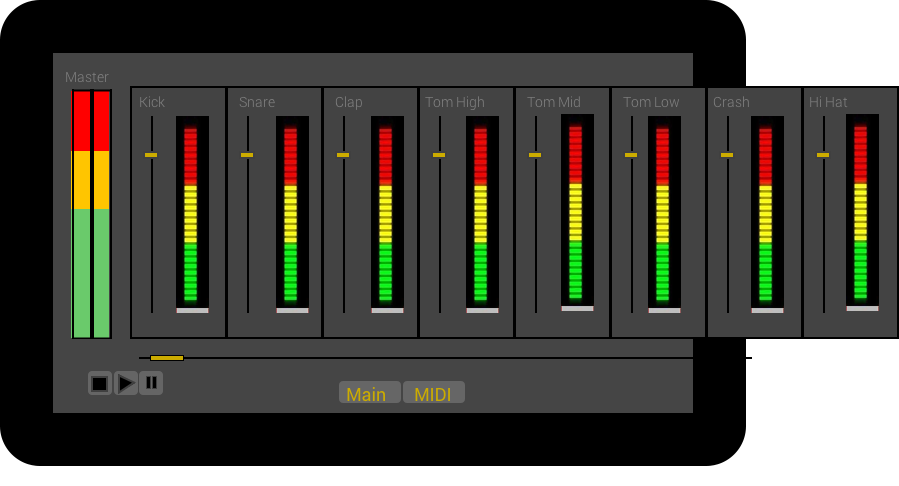 Master
Kick
Snare
Clap
Tom High
Tom Mid
Tom Low
Crash
Hi Hat
Main
MIDI